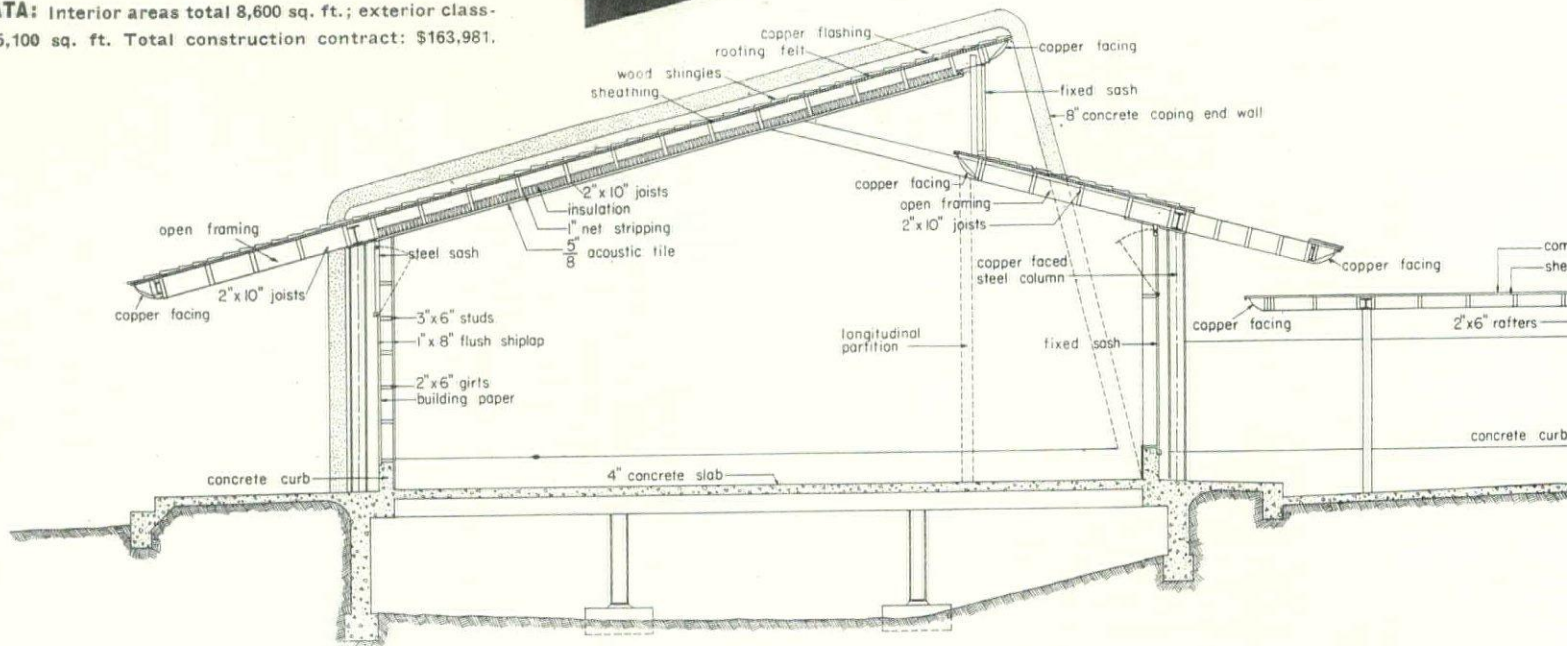 ATA: Interior areas total 8,600 sq. ft.; exterior class-
5,100 sq. ft. Total construction contract: $163,981.
copper flashing
roofing felt
wood shingles
sheathing
copper facing
fixed sash
8" concrete coping end wall
2" x 10" joists
insulation
1" net stripping
5/8" acoustic tile
open framing
2" x 10" joists
copper facing
steel sash
copper facing
open framing
2" x 10" joists
copper faced
steel column
copper facing
3" x 6" studs
1" x 8" flush shiplap
2" x 6" girts
building paper
longitudinal
partition
fixed sash
com
she
copper facing
2" x 6" rafters
concrete curb
4" concrete slab
concrete curb